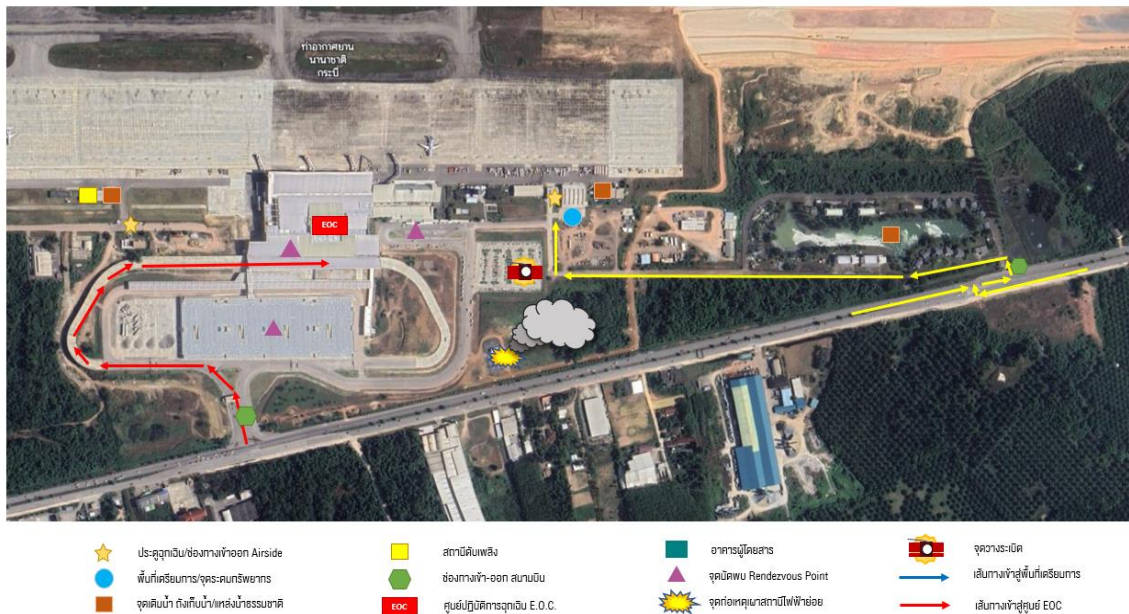 ท่าอากาศยาน
นานาชาติ
กระบี่
EOC
ประตูฉุกเฉิน/ช่องทางเข้าออก Airside
สถานีดับเพลิง
อาคารผู้โดยสาร
จุดวางระเบิด
พื้นที่เตรียมการ/จุดระดมทรัพยากร
ช่องทางเข้า-ออก สนามบิน
จุดนัดพบ Rendezvous Point
เส้นทางเข้าสู่พื้นที่เตรียมการ
จุดเติมน้ำ ถังเก็บน้ำ/แหล่งน้ำธรรมชาติ
EOC
ศูนย์ปฏิบัติการฉุกเฉิน E.O.C.
จุดก่อเหตุเผาสถานีไฟฟ้าย่อย
เส้นทางเข้าสู่ศูนย์ EOC